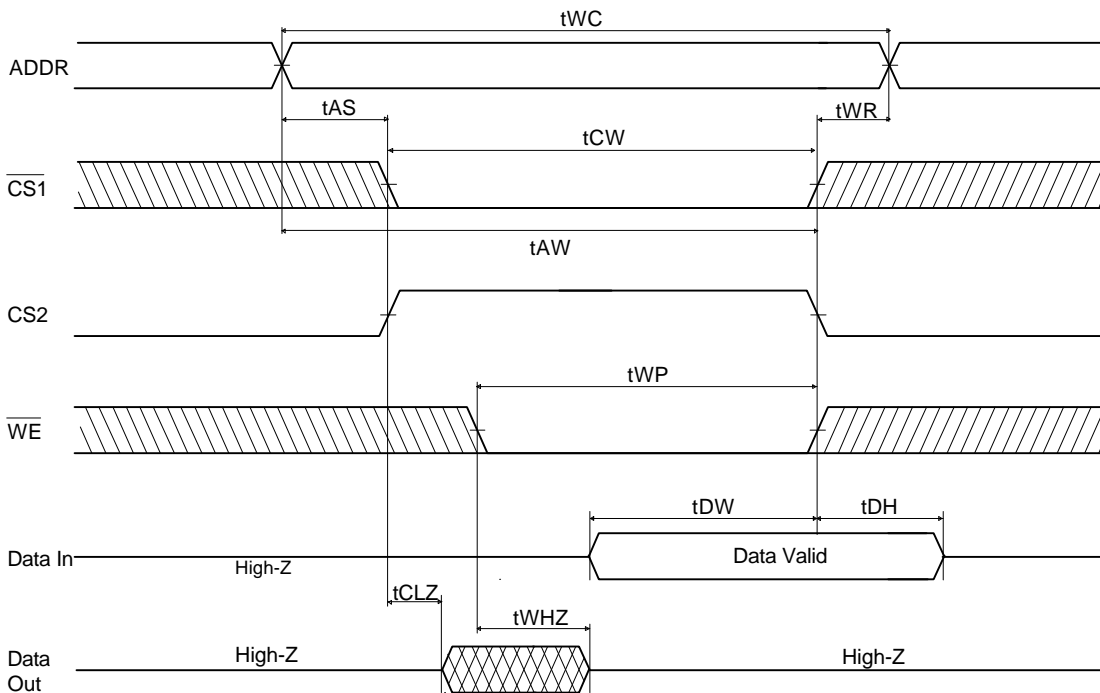 tWC
ADDR
tAS
tWR
tCW
CS1
tAW
CS2
tWP
WE
tDW
tDH
Data In
High-Z
Data Valid
tCLZ
tWHZ
Data
Out
High-Z
High-Z